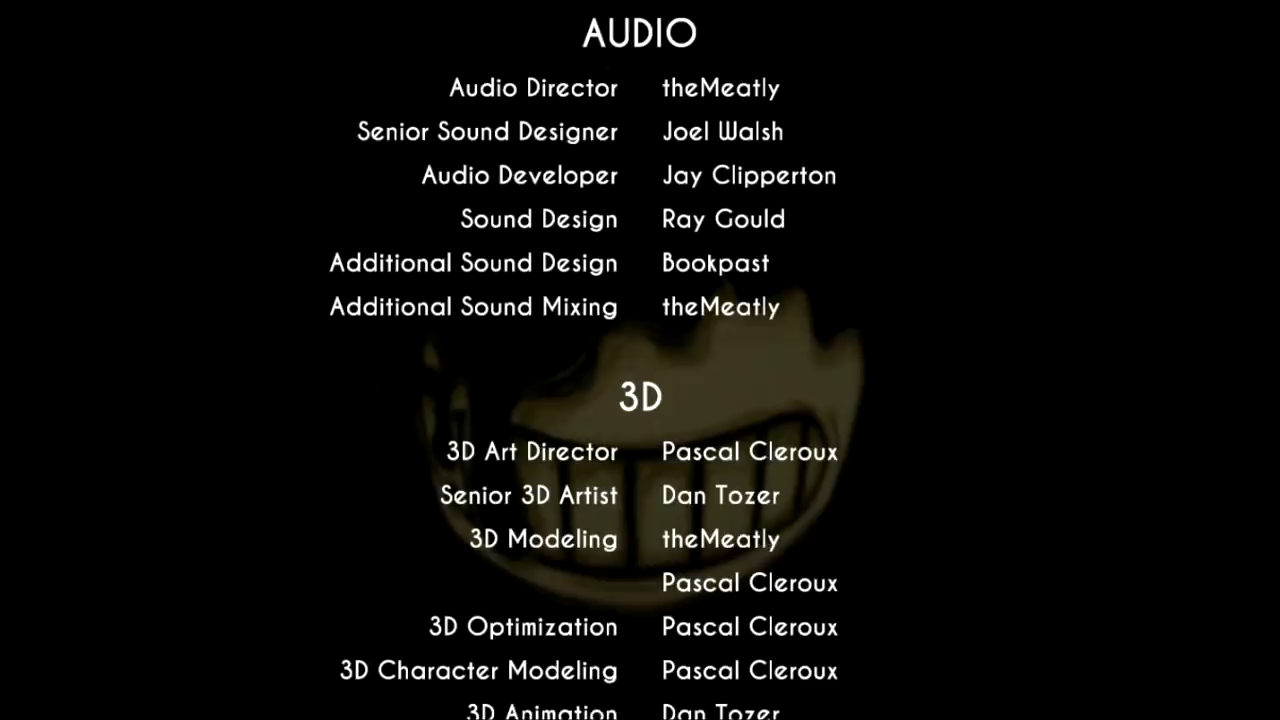 AUDIO
Audio Director theMeatly
Senior Sound Designer Joel Walsh
Audio Developer Jay Clipperton
Sound Design Ray Gould
Additional Sound Design Bookpast
Additional Sound Mixing theMeatly
3D
3D Art Director Pascal Cleroux
Senior 3D Artist Dan Tozer
3D Modeling theMeatly
Pascal Cleroux
3D Optimization Pascal Cleroux
3D Character Modeling Pascal Cleroux
3D Animation Dan Tozer